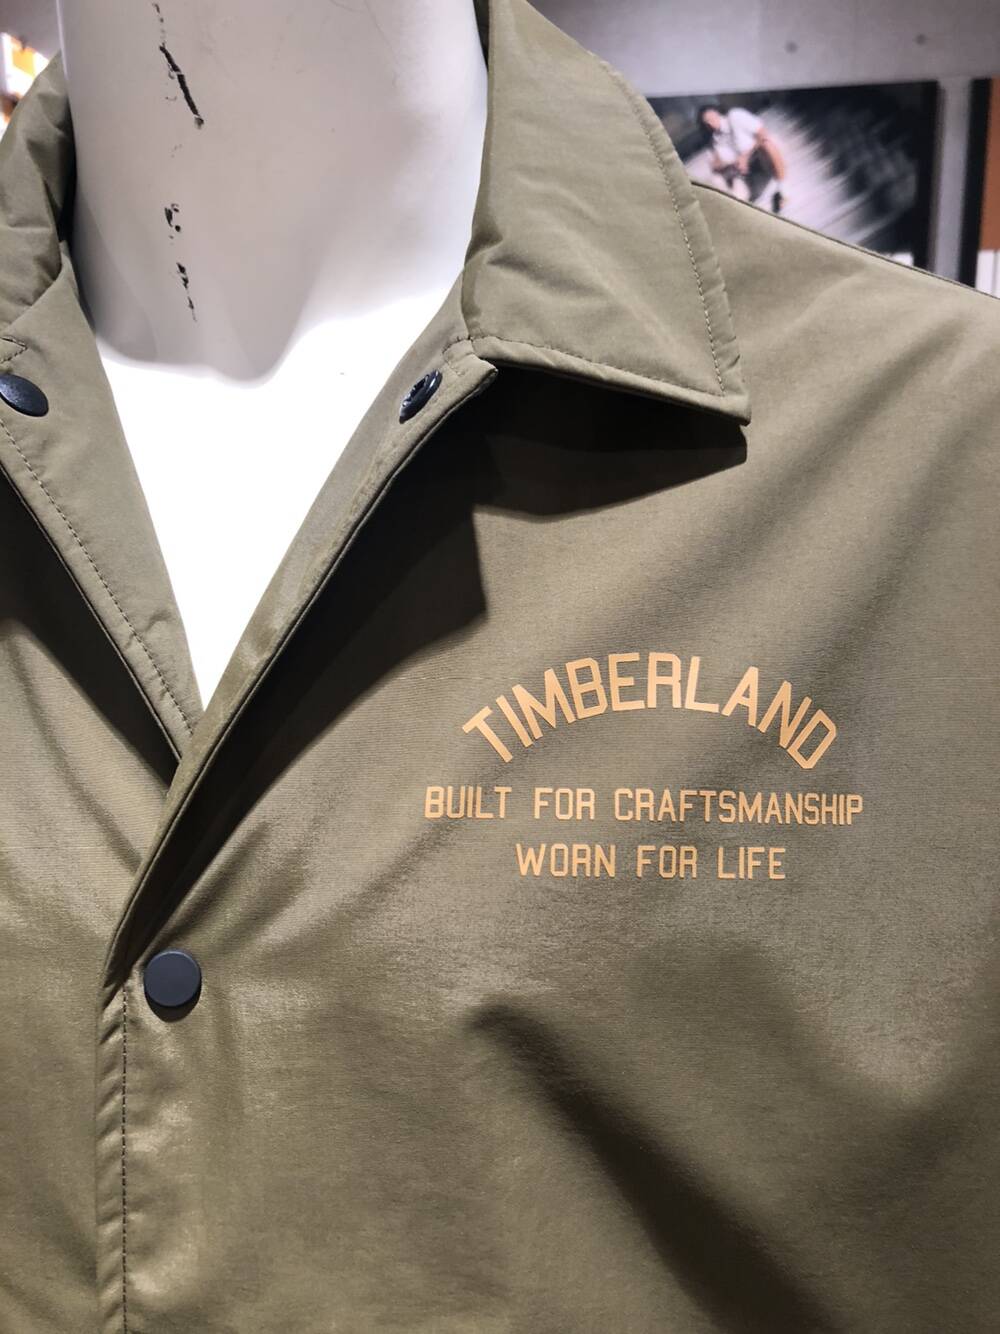 TIMBERLAND
BUILT FOR CRAFTSMANSHIP
WORN FOR LIFE